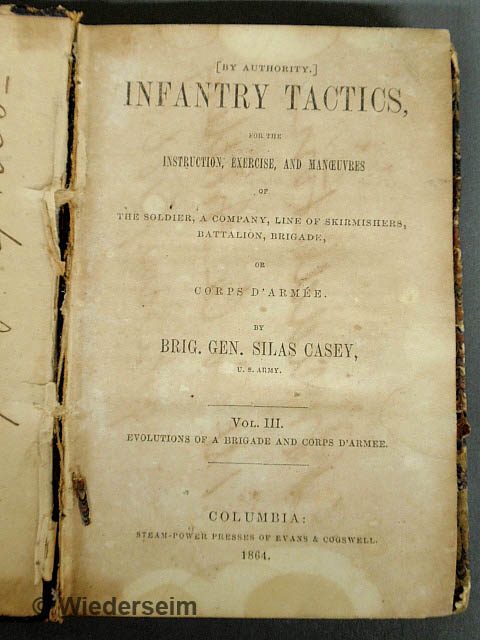 [BY AUTHORITY.]
INFANTRY TACTICS,
FOR THE
INSTRUCTION, EXERCISE, AND MANŒUVRES
OF
THE SOLDIER, A COMPANY, LINE OF SKIRMISHERS,
BATTALION, BRIGADE,
OR
CORPS D'ARMÉE.
BY
BRIG. GEN. SILAS CASEY,
U. S. ARMY.
VOL. III.
EVOLUTIONS OF A BRIGADE AND CORPS D'ARMEE.
COLUMBIA:
STEAM-POWER PRESSES OF EVANS & COGSWELL.
1864.
© Wiederseim